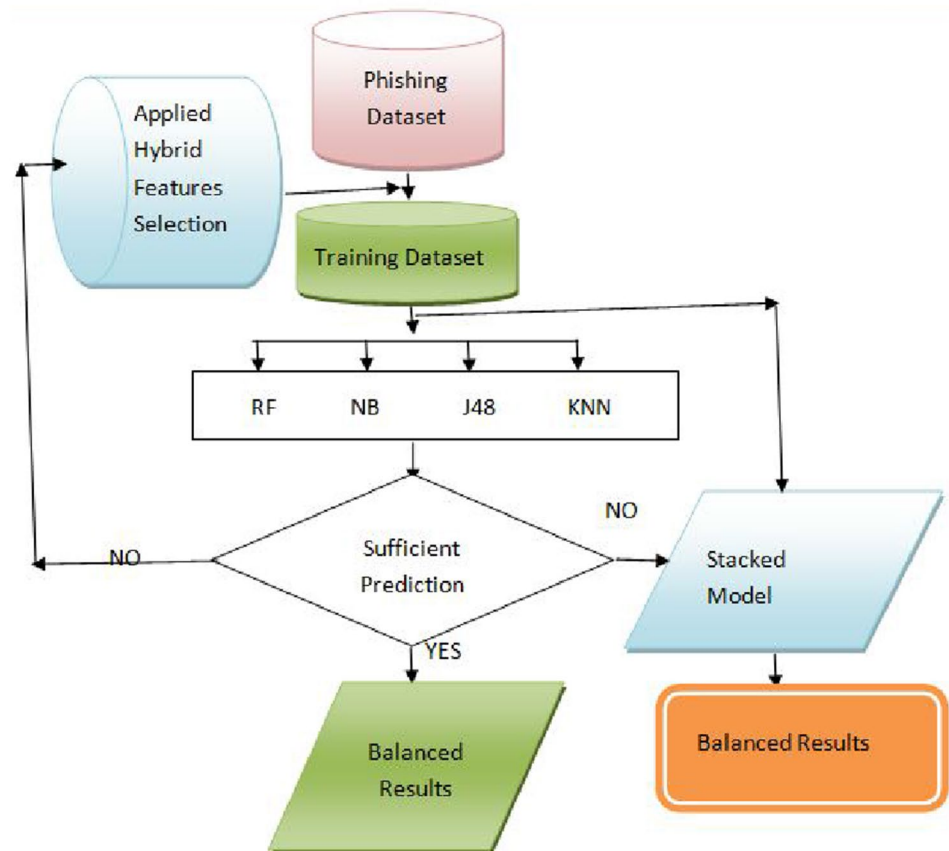 Phishing
Dataset
Applied
Hybrid
Features
Selection
Training Dataset
RF NB J48 KNN
NO
NO
Sufficient
Prediction
Stacked
Model
YES
Balanced
Results
Balanced Results